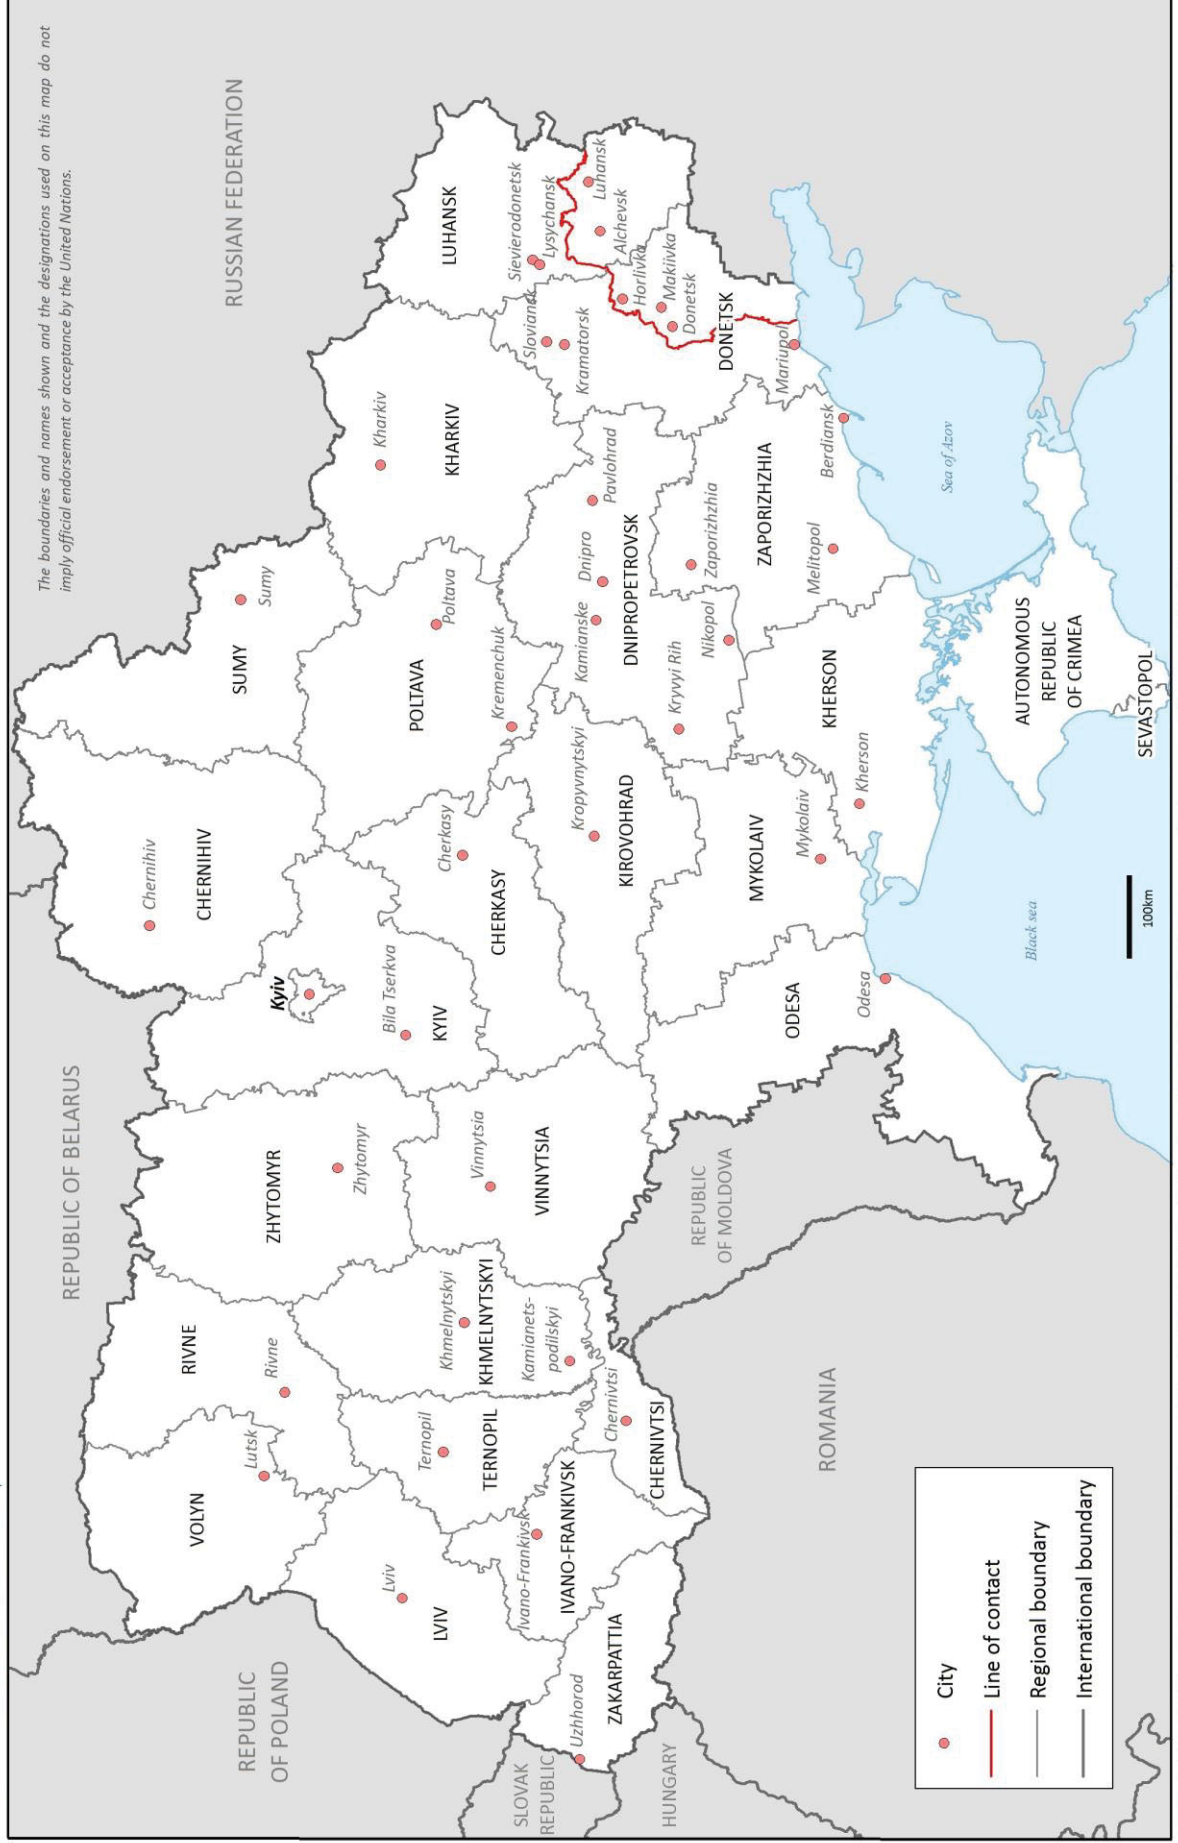 The boundaries and names shown and the designations used on this map do not
imply official endorsement or acceptance by the United Nations.
RUSSIAN FEDERATION
REPUBLIC OF BELARUS
REPUBLIC
OF POLAND
SLOVAK
REPUBLIC
HUNGARY
ROMANIA
REPUBLIC
OF MOLDOVA
VOLYN
Lutsk
RIVNE
Rivne
ZHYTOMYR
Zhytomyr
Kyiv
Bila Tserkva
KYIV
Chernihiv
CHERNIHIV
SUMY
Sumy
LVIV
Lviv
TERNOPIL
Ternopil
Khmelnytskyi
KHMELNYTSKYI
Kamianets-
podilskyi
Vinnytsia
VINNYTSIA
Cherkasy
CHERKASY
POLTAVA
Poltava
Kremenchuk
Kharkiv
KHARKIV
LUHANSK
Sievierodonetsk
Lysychansk
Luhansk
Alchevsk
Uzhhorod
ZAKARPATTIA
Ivano-Frankivsk
IVANO-FRANKIVSK
Chernivtsi
CHERNIVTSI
Kropyvnytskyi
KIROVOHRAD
Kamianske
Dnipro
Pavlohrad
DNIPROPETROVSK
Kryvyi Rih
Nikopol
Sloviansk
Kramatorsk
Horlivka
Makiivka
Donetsk
DONETSK
Mariupol
Zaporizhzhia
ZAPORIZHZHIA
Melitopol
Berdiansk
ODESA
Odesa
MYKOLAIV
Mykolaiv
KHERSON
Kherson
AUTONOMOUS
REPUBLIC
OF CRIMEA
SEVASTOPOL
Sea of Azov
Black sea
100km
City
Line of contact
Regional boundary
International boundary